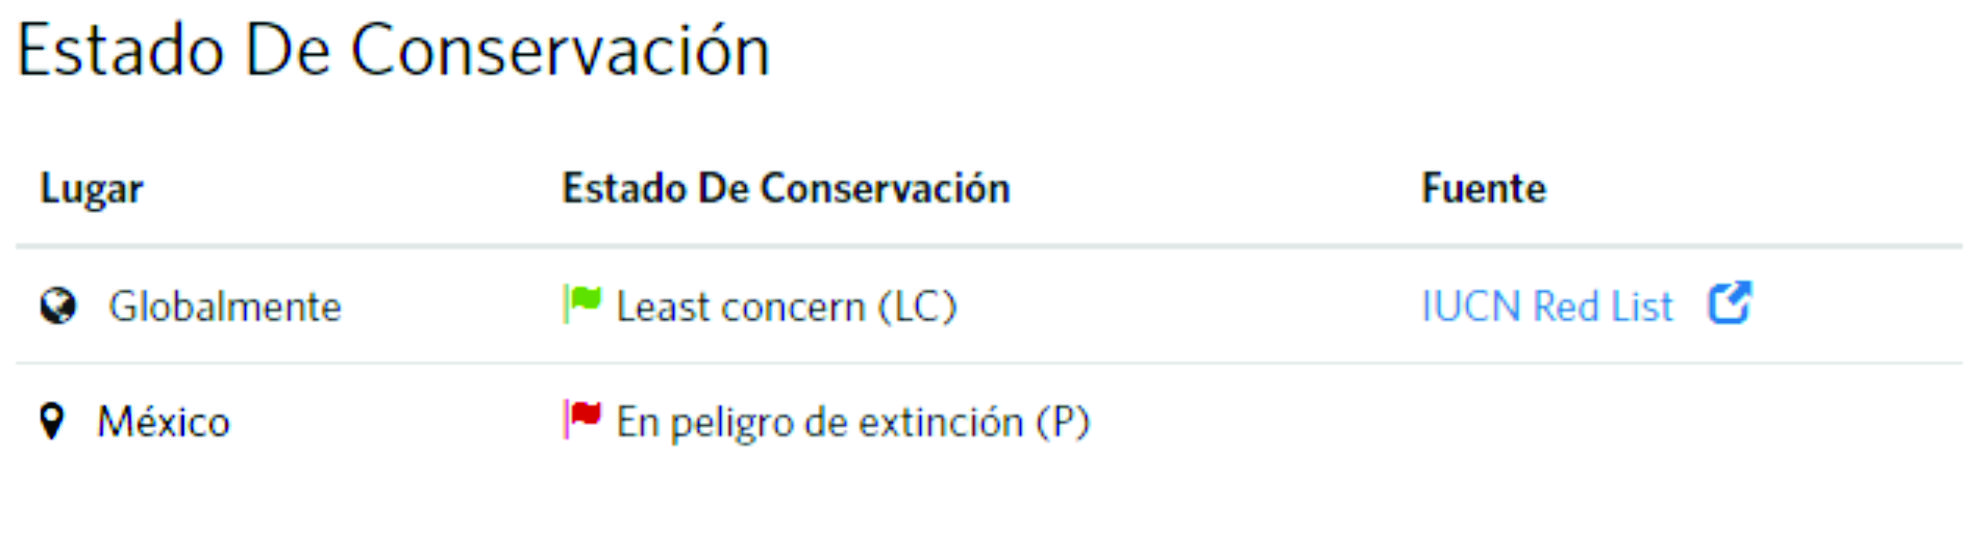 Estado De Conservación
Lugar Estado De Conservación Fuente
Globalmente Least concern (LC) IUCN Red List
México En peligro de extinción (P)